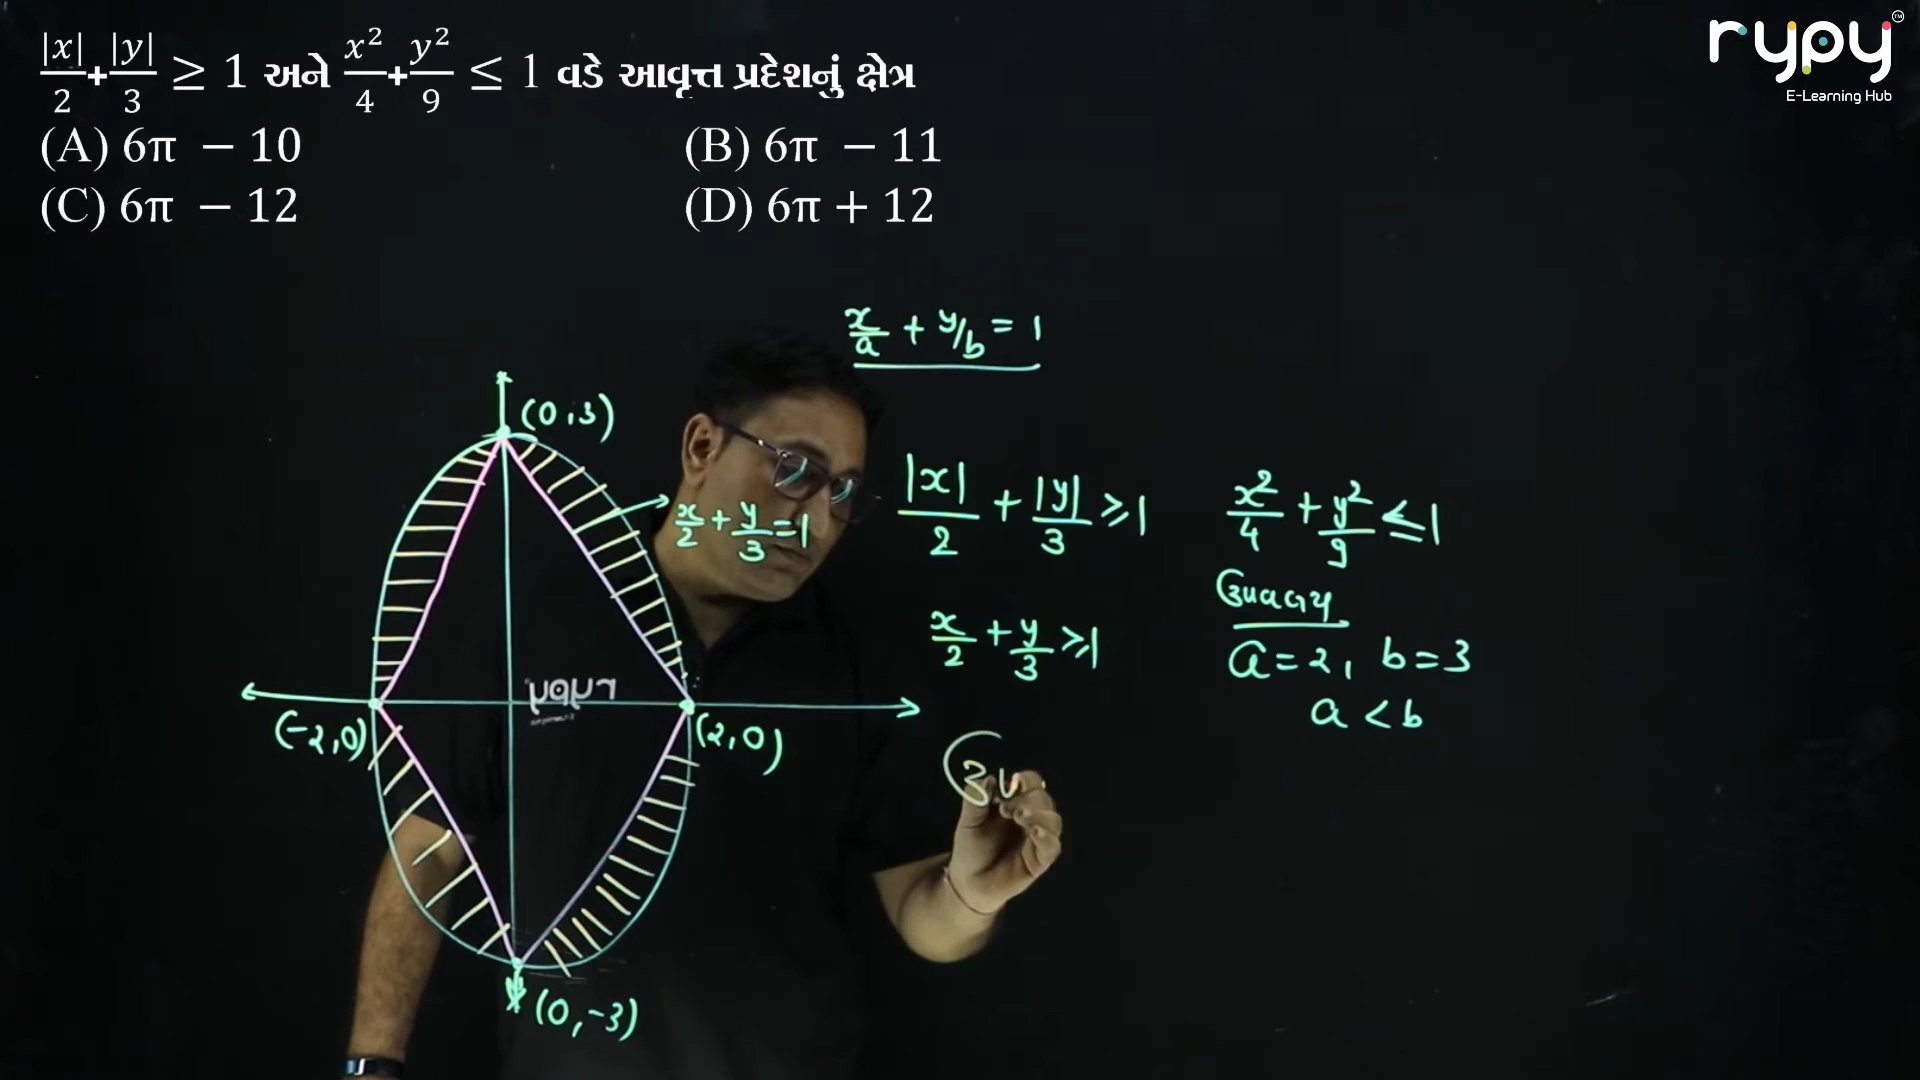 |x|/2 + |y|/3 ≥ 1 અને x²/4 + y²/9 ≤ 1 વડે આવૃત્ત પ્રદેશનું ક્ષેત્ર
(A) 6π − 10
(B) 6π − 11
(C) 6π − 12
(D) 6π + 12
rypy TM
E-Learning Hub
x/a + y/b = 1
(0,3)
x/2 + y/3 = 1
|x|/2 + |y|/3 ≥ 1
x²/4 + y²/9 ≤ 1
ઉપવલય
x/2 + y/3 ≥ 1
a = 2, b = 3
a < b
(-2,0)
(2,0)
(0,-3)